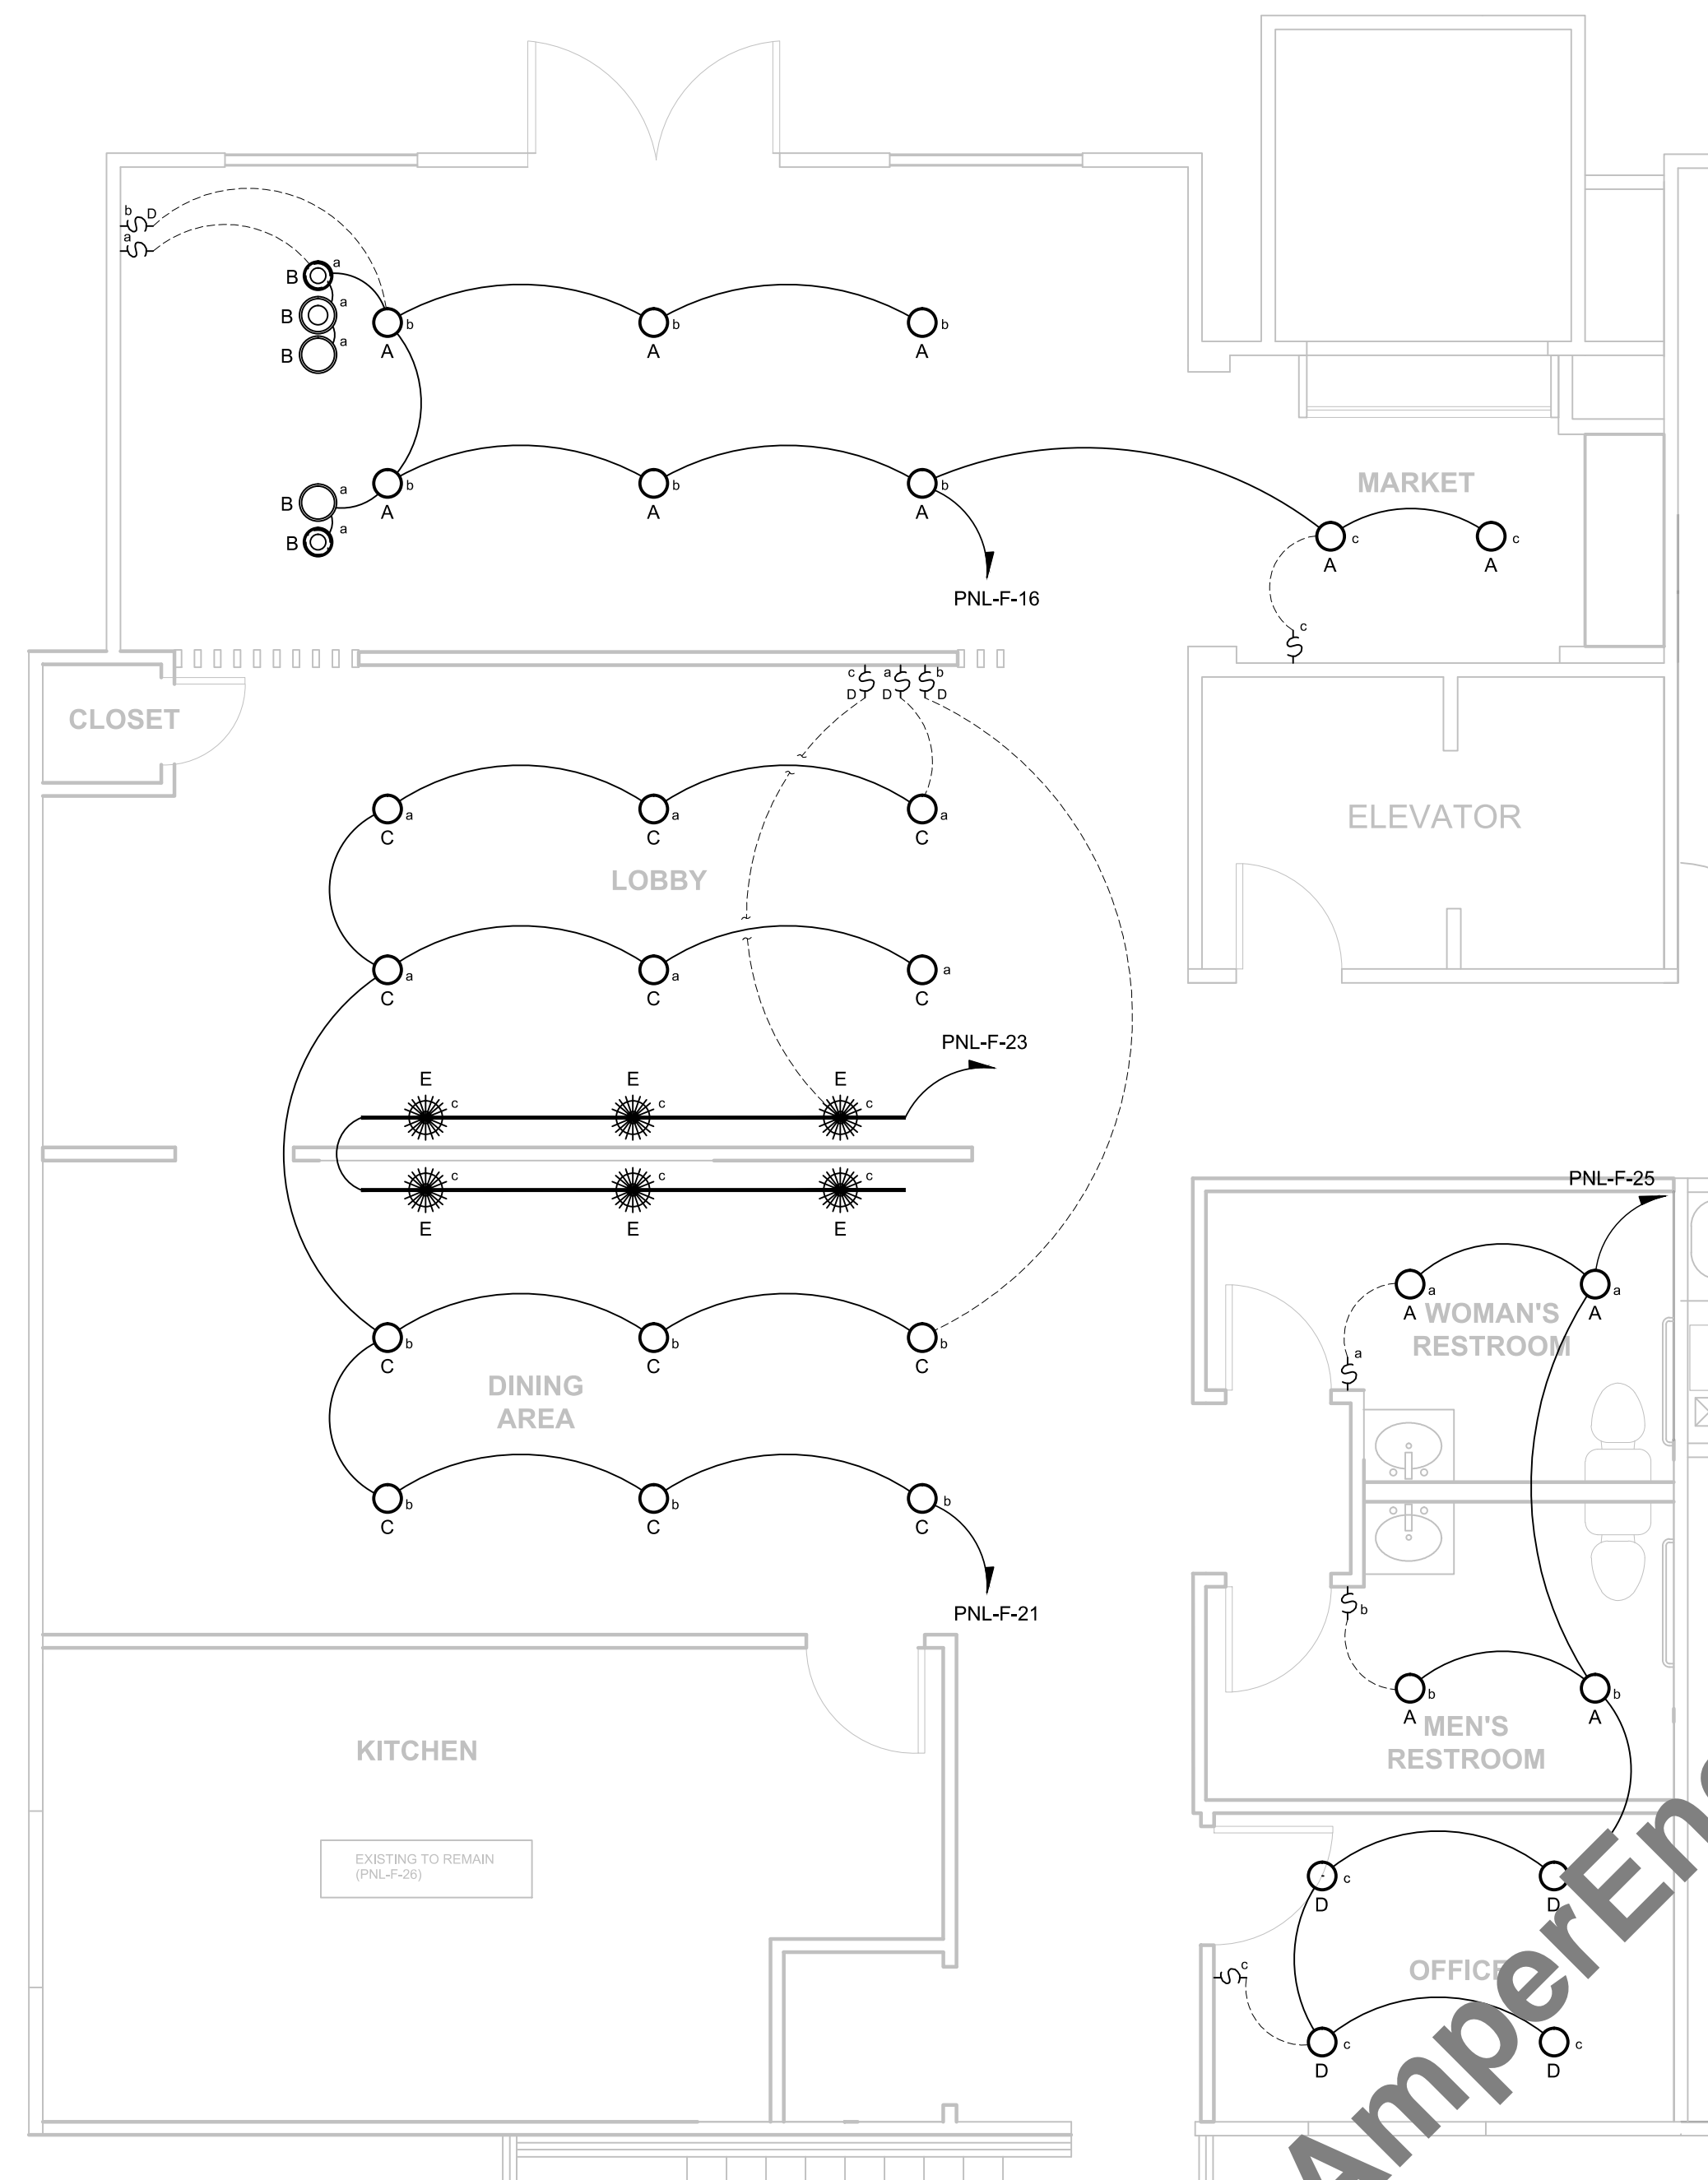 b D
a
B a
B a
B a
b b b
A A A
B a
B a
b b b
A A A
PNL-F-16
MARKET
c c
A A
c
c a b
D D D
CLOSET
a a a
C C C
LOBBY
ELEVATOR
a a a
C C C
PNL-F-23
E E E
c c c
c c c
E E E
PNL-F-25
a a
A A
WOMAN'S
RESTROOM
a
b b b
C C C
DINING
AREA
b b b
C C C
PNL-F-21
b
b b
A A
MEN'S
RESTROOM
KITCHEN
EXISTING TO REMAIN
(PNL-F-26)
c
D D
OFFICE
c
c c
D D
AmperEng